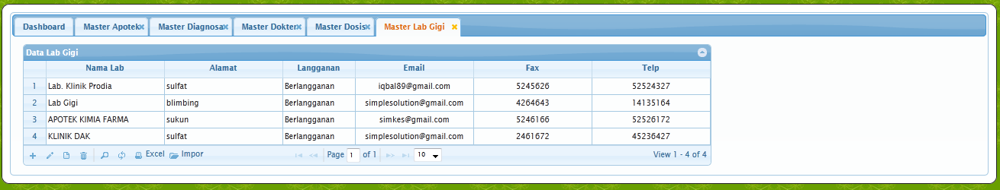 Dashboard Master Apotek Master Diagnosa Master Dokter Master Dosis Master Lab Gigi
Data Lab Gigi
Nama Lab Alamat Langganan Email Fax Telp
1 Lab. Klinik Prodia sulfat Berlangganan iqbal89@gmail.com 5245626 52524327
2 Lab Gigi blimbing Berlangganan simplesolution@gmail.com 4264643 14135164
3 APOTEK KIMIA FARMA sukun Berlangganan simkes@gmail.com 5246166 52526172
4 KLINIK DAK sulfat Berlangganan simplesolution@gmail.com 2461672 45236427
Excel Impor Page 1 of 1 10 View 1 - 4 of 4